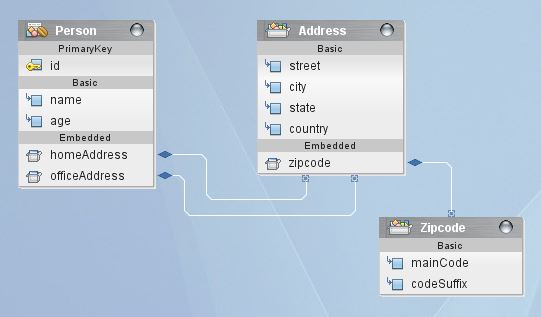 Person
PrimaryKey
id
Basic
name
age
Embedded
homeAddress
officeAddress
Address
Basic
street
city
state
country
Embedded
zipcode
Zipcode
Basic
mainCode
codeSuffix